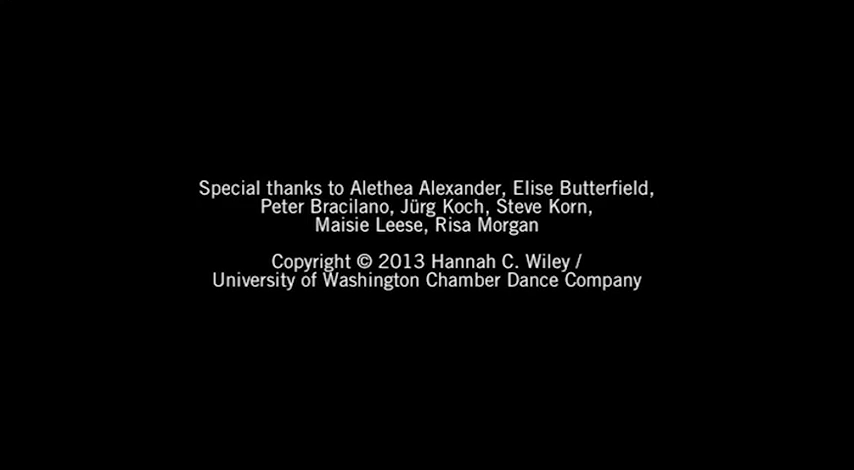 Special thanks to Alethea Alexander, Elise Butterfield,
Peter Bracilano, Jürg Koch, Steve Korn,
Maisie Leese, Risa Morgan
Copyright © 2013 Hannah C. Wiley /
University of Washington Chamber Dance Company